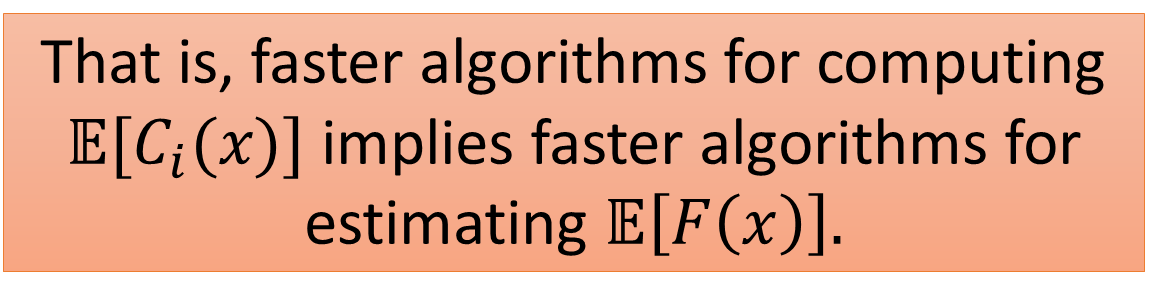 That is, faster algorithms for computing
𝔼[𝐶ᵢ(𝑥)] implies faster algorithms for
estimating 𝔼[𝐹(𝑥)].